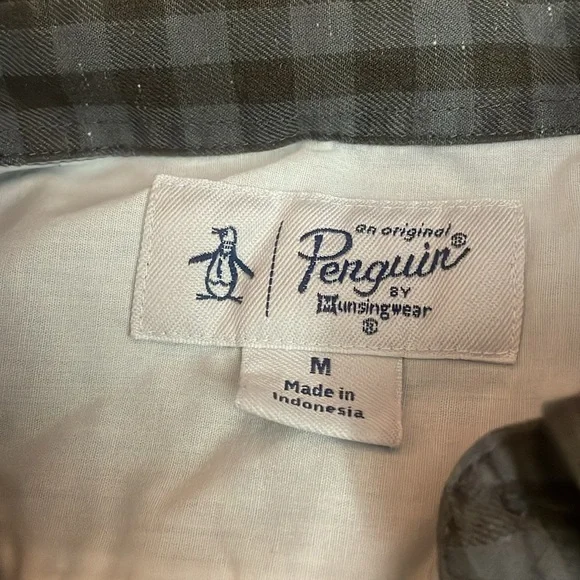 an original®
Penguin
BY
Munsingwear
®
M
Made in
Indonesia